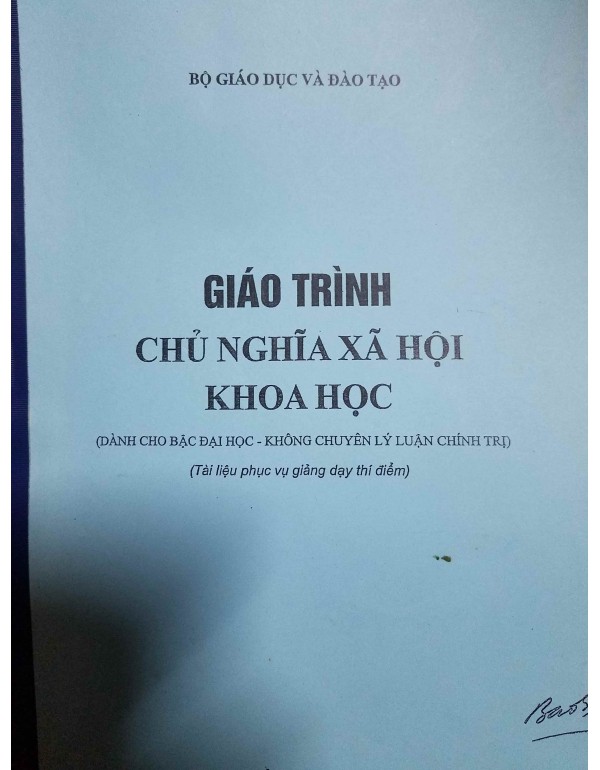 BỘ GIÁO DỤC VÀ ĐÀO TẠO
GIÁO TRÌNH
CHỦ NGHĨA XÃ HỘI
KHOA HỌC
(DÀNH CHO BẬC ĐẠI HỌC - KHÔNG CHUYÊN LÝ LUẬN CHÍNH TRỊ)
(Tài liệu phục vụ giảng dạy thí điểm)